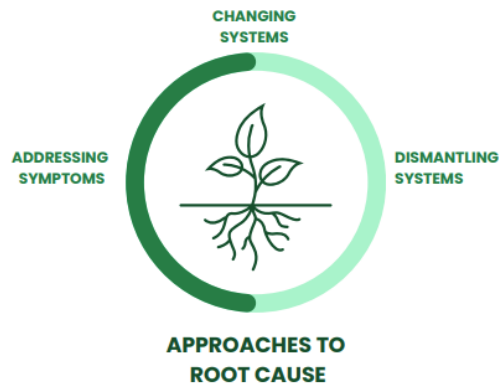 CHANGING
SYSTEMS
ADDRESSING
SYMPTOMS
DISMANTLING
SYSTEMS
APPROACHES TO
ROOT CAUSE